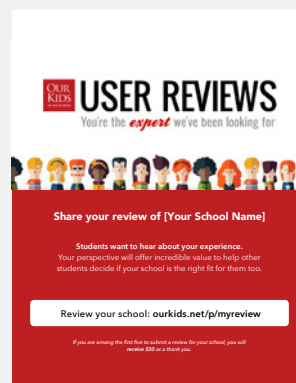 OUR
KIDS
USER REVIEWS
You're the expert we've been looking for
Share your review of [Your School Name]
Students want to hear about your experience.
Your perspective will offer incredible value to help other
students decide if your school is the right fit for them too.
Review your school: ourkids.net/p/myreview
If you are among the first five to submit a review for your school, you will
receive $50 as a thank you.